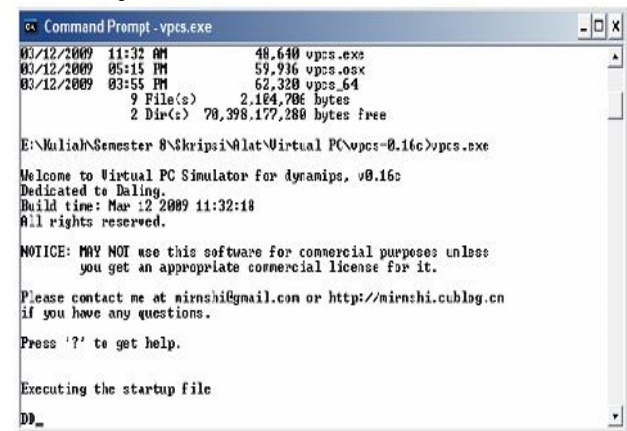 Command Prompt - vpcs.exe
03/12/2009 11:32 AM 48,640 vpcs.exe
03/12/2009 05:15 PM 59,936 vpcs.osx
03/12/2009 03:55 PM 62,320 vpcs_64
9 File(s) 2,104,706 bytes
2 Dir(s) 70,398,177,280 bytes free
E:\Kuliah\Semester 8\Skripsi\Alat\Virtual PC\vpcs-0.16c>vpcs.exe
Welcome to Virtual PC Simulator for dynamips, v0.16c
Dedicated to Daling.
Build time: Mar 12 2009 11:32:18
All rights reserved.
NOTICE: MAY NOT use this software for commercial purposes unless
you get an appropriate commercial license for it.
Please contact me at mirnshi@gmail.com or http://mirnshi.cublog.cn
if you have any questions.
Press '?' to get help.
Executing the startup file
DD_